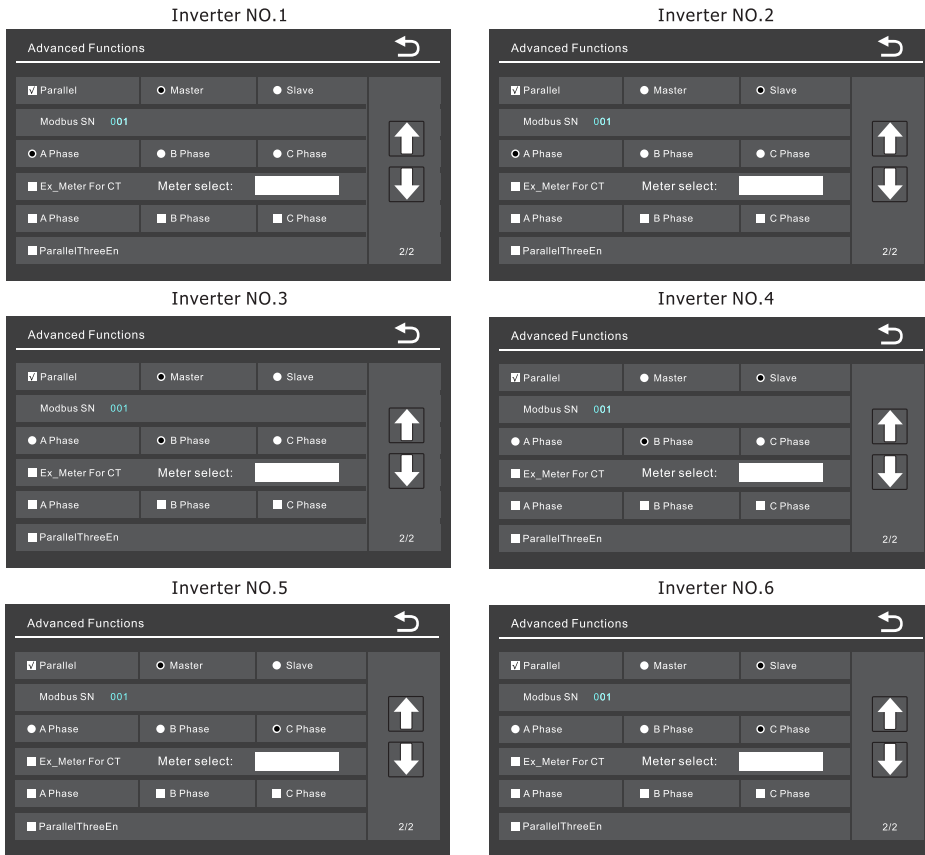 Inverter NO.1
Advanced Functions
Parallel Master Slave
Modbus SN 001
A Phase B Phase C Phase
Ex_Meter For CT Meter select:
A Phase B Phase C Phase
ParallelThreeEn 2/2
Inverter NO.2
Advanced Functions
Parallel Master Slave
Modbus SN 001
A Phase B Phase C Phase
Ex_Meter For CT Meter select:
A Phase B Phase C Phase
ParallelThreeEn 2/2
Inverter NO.3
Advanced Functions
Parallel Master Slave
Modbus SN 001
A Phase B Phase C Phase
Ex_Meter For CT Meter select:
A Phase B Phase C Phase
ParallelThreeEn 2/2
Inverter NO.4
Advanced Functions
Parallel Master Slave
Modbus SN 001
A Phase B Phase C Phase
Ex_Meter For CT Meter select:
A Phase B Phase C Phase
ParallelThreeEn 2/2
Inverter NO.5
Advanced Functions
Parallel Master Slave
Modbus SN 001
A Phase B Phase C Phase
Ex_Meter For CT Meter select:
A Phase B Phase C Phase
ParallelThreeEn 2/2
Inverter NO.6
Advanced Functions
Parallel Master Slave
Modbus SN 001
A Phase B Phase C Phase
Ex_Meter For CT Meter select:
A Phase B Phase C Phase
ParallelThreeEn 2/2